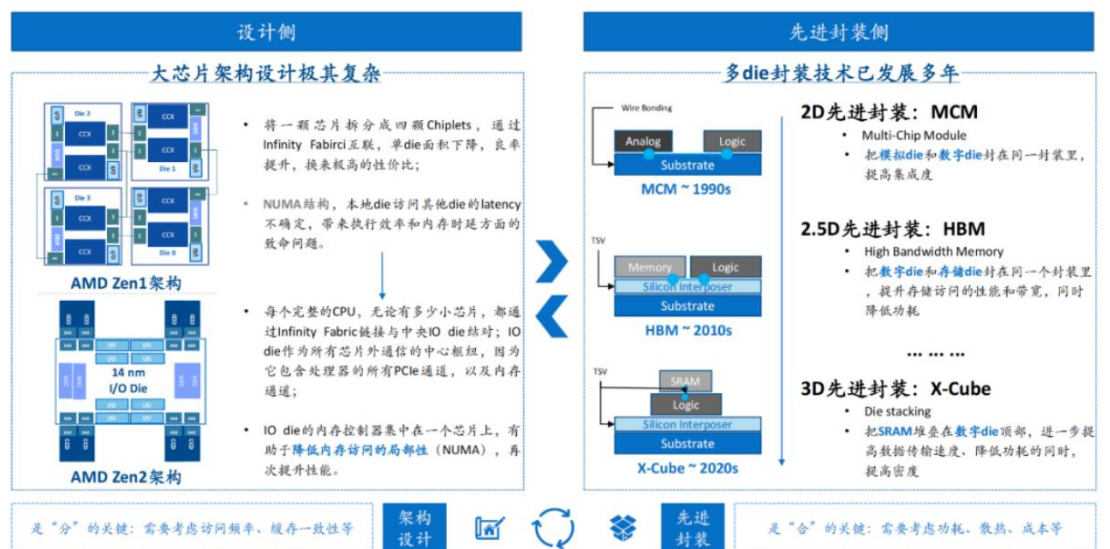 设计侧
大芯片架构设计极其复杂
Die 2
CCX
CCX
Die 1
CCX
CCX
Die 3
CCX
CCX
CCX
CCX
Die 0
AMD Zen1架构
• 将一颗芯片拆分成四颗Chiplets，通过
Infinity Fabirci互联，单die面积下降，良率
提升，换来极高的性价比；
• NUMA结构，本地die访问其他die的latency
不确定，带来执行效率和内存时延方面的
致命问题。
CCD
CCD
CCD
CCD
I/O
I/O
I/O
I/O
14 nm
I/O Die
I/O
I/O
I/O
I/O
CCD
CCD
CCD
CCD
AMD Zen2架构
• 每个完整的CPU，无论有多少小芯片，都通
过Infinity Fabric链接与中央IO die结对；IO
die作为所有芯片外通信的中心枢纽，因为
它包含处理器的所有PCIe通道，以及内存
通道；
• IO die的内存控制器集中在一个芯片上，有
助于降低内存访问的局部性（NUMA），再
次提升性能。
先进封装侧
多die封装技术已发展多年
Wire Bonding
Analog
Logic
Substrate
MCM ~ 1990s
2D先进封装：MCM
• Multi-Chip Module
• 把模拟die和数字die封在同一封装里，
提高集成度
TSV
Memory
Logic
Silicon Interposer
Substrate
HBM ~ 2010s
2.5D先进封装：HBM
• High Bandwidth Memory
• 把数字die和存储die封在同一个封装里
，提升存储访问的性能和带宽，同时
降低功耗
… … …
TSV
SRAM
Logic
Silicon Interposer
Substrate
X-Cube ~ 2020s
3D先进封装：X-Cube
• Die stacking
• 把SRAM堆叠在数字die顶部，进一步提
高数据传输速度、降低功耗的同时，
提高密度
是“分”的关键：需要考虑访问频率、缓存一致性等
架构
设计
先进
封装
是“合”的关键：需要考虑功耗、散热、成本等